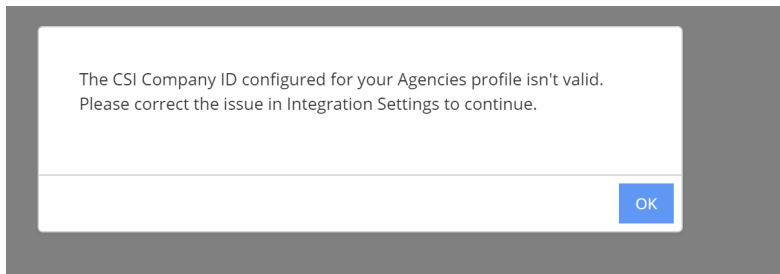 The CSI Company ID configured for your Agencies profile isn't valid.
Please correct the issue in Integration Settings to continue.
OK